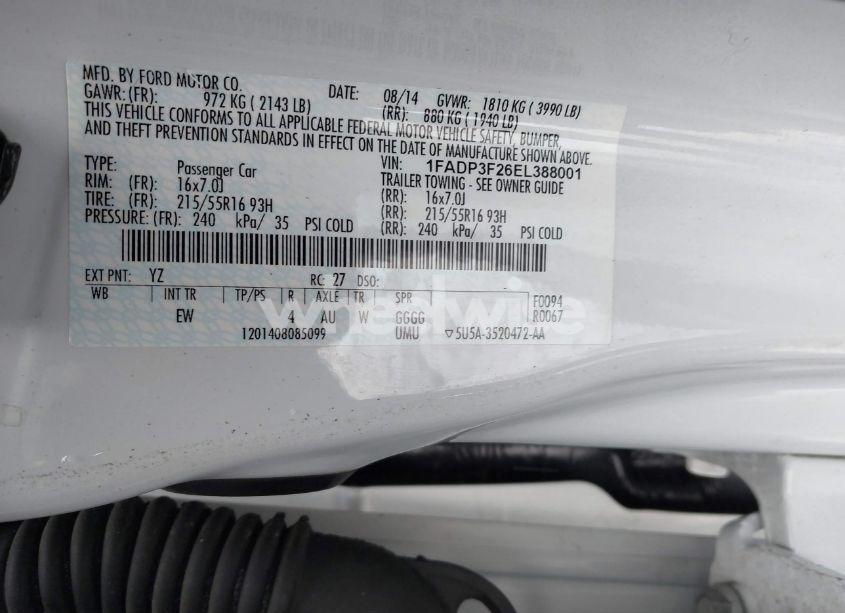 MFD. BY FORD MOTOR CO.
DATE: 08/14 GVWR: 1810 KG ( 3990 LB)
GAWR: (FR): 972 KG ( 2143 LB) (RR): 880 KG ( 1940 LB)
THIS VEHICLE CONFORMS TO ALL APPLICABLE FEDERAL MOTOR VEHICLE SAFETY, BUMPER,
AND THEFT PREVENTION STANDARDS IN EFFECT ON THE DATE OF MANUFACTURE SHOWN ABOVE.
VIN: 1FADP3F26EL388001
TYPE: Passenger Car TRAILER TOWING - SEE OWNER GUIDE
RIM: (FR): 16x7.0J (RR): 16x7.0J
TIRE: (FR): 215/55R16 93H (RR): 215/55R16 93H
PRESSURE: (FR): 240 kPa/ 35 PSI COLD (RR): 240 kPa/ 35 PSI COLD
EXT PNT: YZ RC: 27 DSO:
WB INT TR TP/PS R AXLE TR SPR F0094
EW 4 AU W GGGG R0067
1201408085099 UMU ▽5U5A-3520472-AA
wheelwife